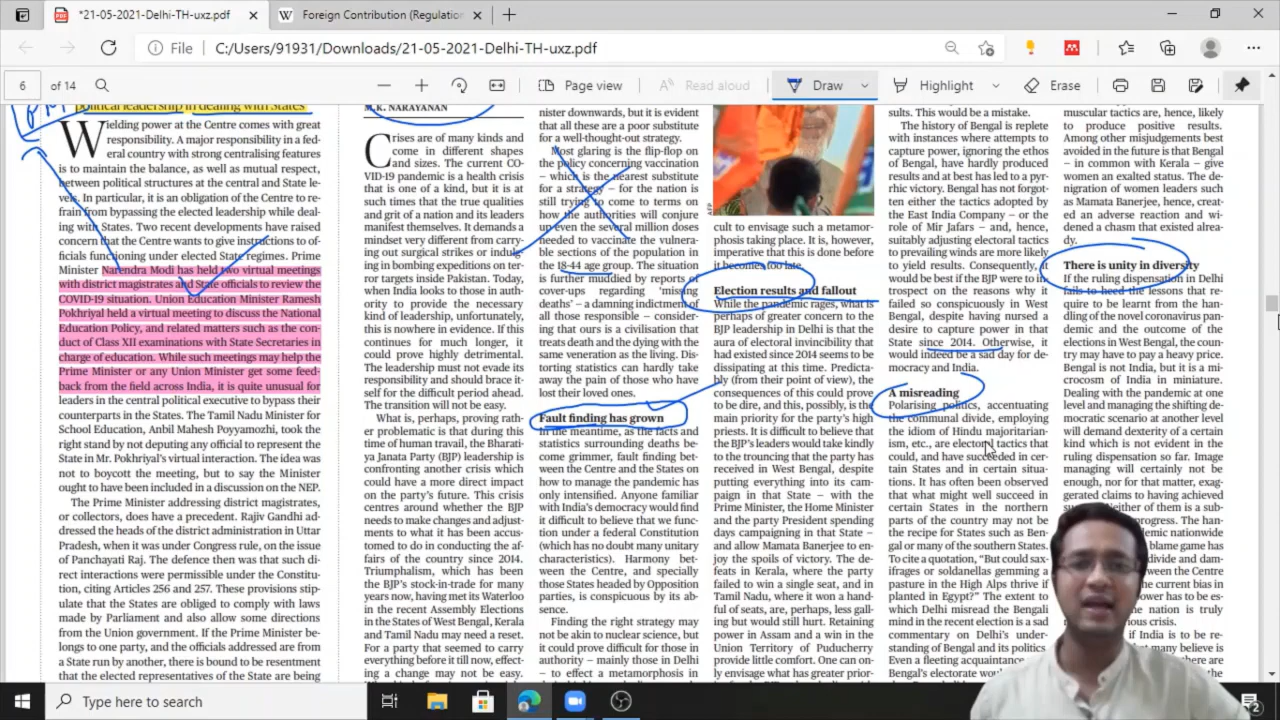 *21-05-2021-Delhi-TH-uxz.pdf
Foreign Contribution (Regulation
File
C:/Users/91931/Downloads/21-05-2021-Delhi-TH-uxz.pdf
6 of 14
Page view
Read aloud
Draw
Highlight
Erase
political leadership in dealing with States
Wielding power at the Centre comes with great
responsibility. A major responsibility in a fed-
eral country with strong centralising features
is to maintain the balance, as well as mutual respect,
between political structures at the central and State le-
vels. In particular, it is an obligation of the Centre to re-
frain from bypassing the elected leadership while deal-
ing with States. Two recent developments have raised
concern that the Centre wants to give instructions to of-
ficials functioning under elected State regimes. Prime
Minister Narendra Modi has held two virtual meetings
with district magistrates and State officials to review the
COVID-19 situation. Union Education Minister Ramesh
Pokhriyal held a virtual meeting to discuss the National
Education Policy, and related matters such as the con-
duct of Class XII examinations with State Secretaries in
charge of education. While such meetings may help the
Prime Minister or any Union Minister get some feed-
back from the field across India, it is quite unusual for
leaders in the central political executive to bypass their
counterparts in the States. The Tamil Nadu Minister for
School Education, Anbil Mahesh Poyyamozhi, took the
right stand by not deputing any official to represent the
State in Mr. Pokhriyal's virtual interaction. The idea was
not to boycott the meeting, but to say the Minister
ought to have been included in a discussion on the NEP.
The Prime Minister addressing district magistrates,
or collectors, does have a precedent. Rajiv Gandhi ad-
dressed the heads of the district administration in Uttar
Pradesh, when it was under Congress rule, on the issue
of Panchayati Raj. The defence then was that such di-
rect interactions were permissible under the Constitu-
tion, citing Articles 256 and 257. These provisions stip-
ulate that the States are obliged to comply with laws
made by Parliament and also allow some directions
from the Union government. If the Prime Minister be-
longs to one party, and the officials addressed are from
a State run by another, there is bound to be resentment
that the elected representatives of the State are being
M.K. NARAYANAN
Crises are of many kinds and
come in different shapes
and sizes. The current CO-
VID-19 pandemic is a health crisis
that is one of a kind, but it is at
such times that the true qualities
and grit of a nation and its leaders
manifest themselves. It demands a
mindset very different from carry-
ing out surgical strikes or indulg-
ing in bombing expeditions on ter-
ror targets inside Pakistan. Today,
when India looks to those in auth-
ority to provide the necessary
kind of leadership, unfortunately,
this is nowhere in evidence. If this
continues for much longer, it
could prove highly detrimental.
The leadership must not evade its
responsibility and should brace it-
self for the difficult period ahead.
The transition will not be easy.
What is, perhaps, proving rath-
er problematic is that during this
time of human travail, the Bharati-
ya Janata Party (BJP) leadership is
confronting another crisis which
could have a more direct impact
on the party's future. This crisis
centres around whether the BJP
needs to make changes and adjust-
ments to what it has been accus-
tomed to do in conducting the af-
fairs of the country since 2014.
Triumphalism, which has been
the BJP's stock-in-trade for many
years now, having met its Waterloo
in the recent Assembly Elections
in the States of West Bengal, Kerala
and Tamil Nadu may need a reset.
For a party that seemed to carry
everything before it till now, effect-
ing a change may not be easy.
nister downwards, but it is evident
that all these are a poor substitute
for a well-thought-out strategy.
Most glaring is the flip-flop on
the policy concerning vaccination
– which is the nearest substitute
for a strategy – for the nation is
still trying to come to terms on
how the authorities will conjure
up even the several million doses
needed to vaccinate the vulnera-
ble sections of the population in
the 18-44 age group. The situation
is further muddied by reports of
cover-ups regarding 'missing
deaths' – a damning indictment of
all those responsible – consider-
ing that ours is a civilisation that
treats death and the dying with the
same veneration as the living. Dis-
torting statistics can hardly take
away the pain of those who have
lost their loved ones.
Fault finding has grown
In the meantime, as the facts and
statistics surrounding deaths be-
come grimmer, fault finding bet-
ween the Centre and the States on
how to manage the pandemic has
only intensified. Anyone familiar
with India's democracy would find
it difficult to believe that we func-
tion under a federal Constitution
(which has no doubt many unitary
characteristics). Harmony bet-
ween the Centre, and specially
those States headed by Opposition
parties, is conspicuous by its ab-
sence.
Finding the right strategy may
not be akin to nuclear science, but
it could prove difficult for those in
authority – mainly those in Delhi
– to effect a metamorphosis in
AFP
cult to envisage such a metamor-
phosis taking place. It is, however,
imperative that this is done before
it becomes too late.
Election results and fallout
While the pandemic rages, what is
perhaps of greater concern to the
BJP leadership in Delhi is that the
aura of electoral invincibility that
had existed since 2014 seems to be
dissipating at this time. Predicta-
bly (from their point of view), the
consequences of this could prove
to be dire, and this, possibly, is the
main priority for the party's high
priests. It is difficult to believe that
the BJP's leaders would take kindly
to the trouncing that the party has
received in West Bengal, despite
putting everything into its cam-
paign in that State – with the
Prime Minister, the Home Minister
and the party President spending
days campaigning in that State –
and allow Mamata Banerjee to en-
joy the spoils of victory. The de-
feats in Kerala, where the party
failed to win a single seat, and in
Tamil Nadu, where it won a hand-
ful of seats, are, perhaps, less gall-
ing but would still hurt. Retaining
power in Assam and a win in the
Union Territory of Puducherry
provide little comfort. One can on-
ly envisage what has greater prior-
sults. This would be a mistake.
The history of Bengal is replete
with instances where attempts to
capture power, ignoring the ethos
of Bengal, have hardly produced
results and at best has led to a pyr-
rhic victory. Bengal has not forgot-
ten either the tactics adopted by
the East India Company – or the
role of Mir Jafars – and, hence,
suitably adjusting electoral tactics
to prevailing winds are more likely
to yield results. Consequently, it
would be best if the BJP were to in-
trospect on the reasons why it
failed so conspicuously in West
Bengal, despite having nursed a
desire to capture power in that
State since 2014. Otherwise, it
would indeed be a sad day for de-
mocracy and India.
A misreading
Polarising politics, accentuating
the communal divide, employing
the idiom of Hindu majoritarian-
ism, etc., are electoral tactics that
could, and have succeeded in cer-
tain States and in certain situa-
tions. It has often been observed
that what might well succeed in
certain States in the northern
parts of the country may not be
the recipe for States such as Ben-
gal or many of the southern States.
To cite a quotation, "But could sax-
ifrages or soldanellas gemming a
pasture in the High Alps thrive if
planted in Egypt?" The extent to
which Delhi misread the Bengali
mind in the recent election is a sad
commentary on Delhi's under-
standing of Bengal and its politics.
Even a fleeting acquaintance
Bengal's electorate
muscular tactics are, hence, likely
to produce positive results.
Among other misjudgements best
avoided in the future is that Bengal
– in common with Kerala – give
women an exalted status. The de-
nigration of women leaders such
as Mamata Banerjee, hence, creat-
ed an adverse reaction and wi-
dened a chasm that existed alrea-
dy.
There is unity in diversity
If the ruling dispensation in Delhi
fails to heed the lessons that re-
quire to be learnt from the han-
dling of the novel coronavirus pan-
demic and the outcome of the
elections in West Bengal, the coun-
try may have to pay a heavy price.
Bengal is not India, but it is a mi-
crocosm of India in miniature.
Dealing with the pandemic at one
level and managing the shifting de-
mocratic scenario at another level
will demand dexterity of a certain
kind which is not evident in the
ruling dispensation so far. Image
managing will certainly not be
enough, nor for that matter, exag-
gerated claims to having achieved
Neither of them is a sub-
progress. The han-
demic nationwide
blame game has
divide and dam-
ween the Centre
the current bias in
power has to be
the nation is truly
crisis.
if India is to be re-
many believe is
there are
Type here to search
2